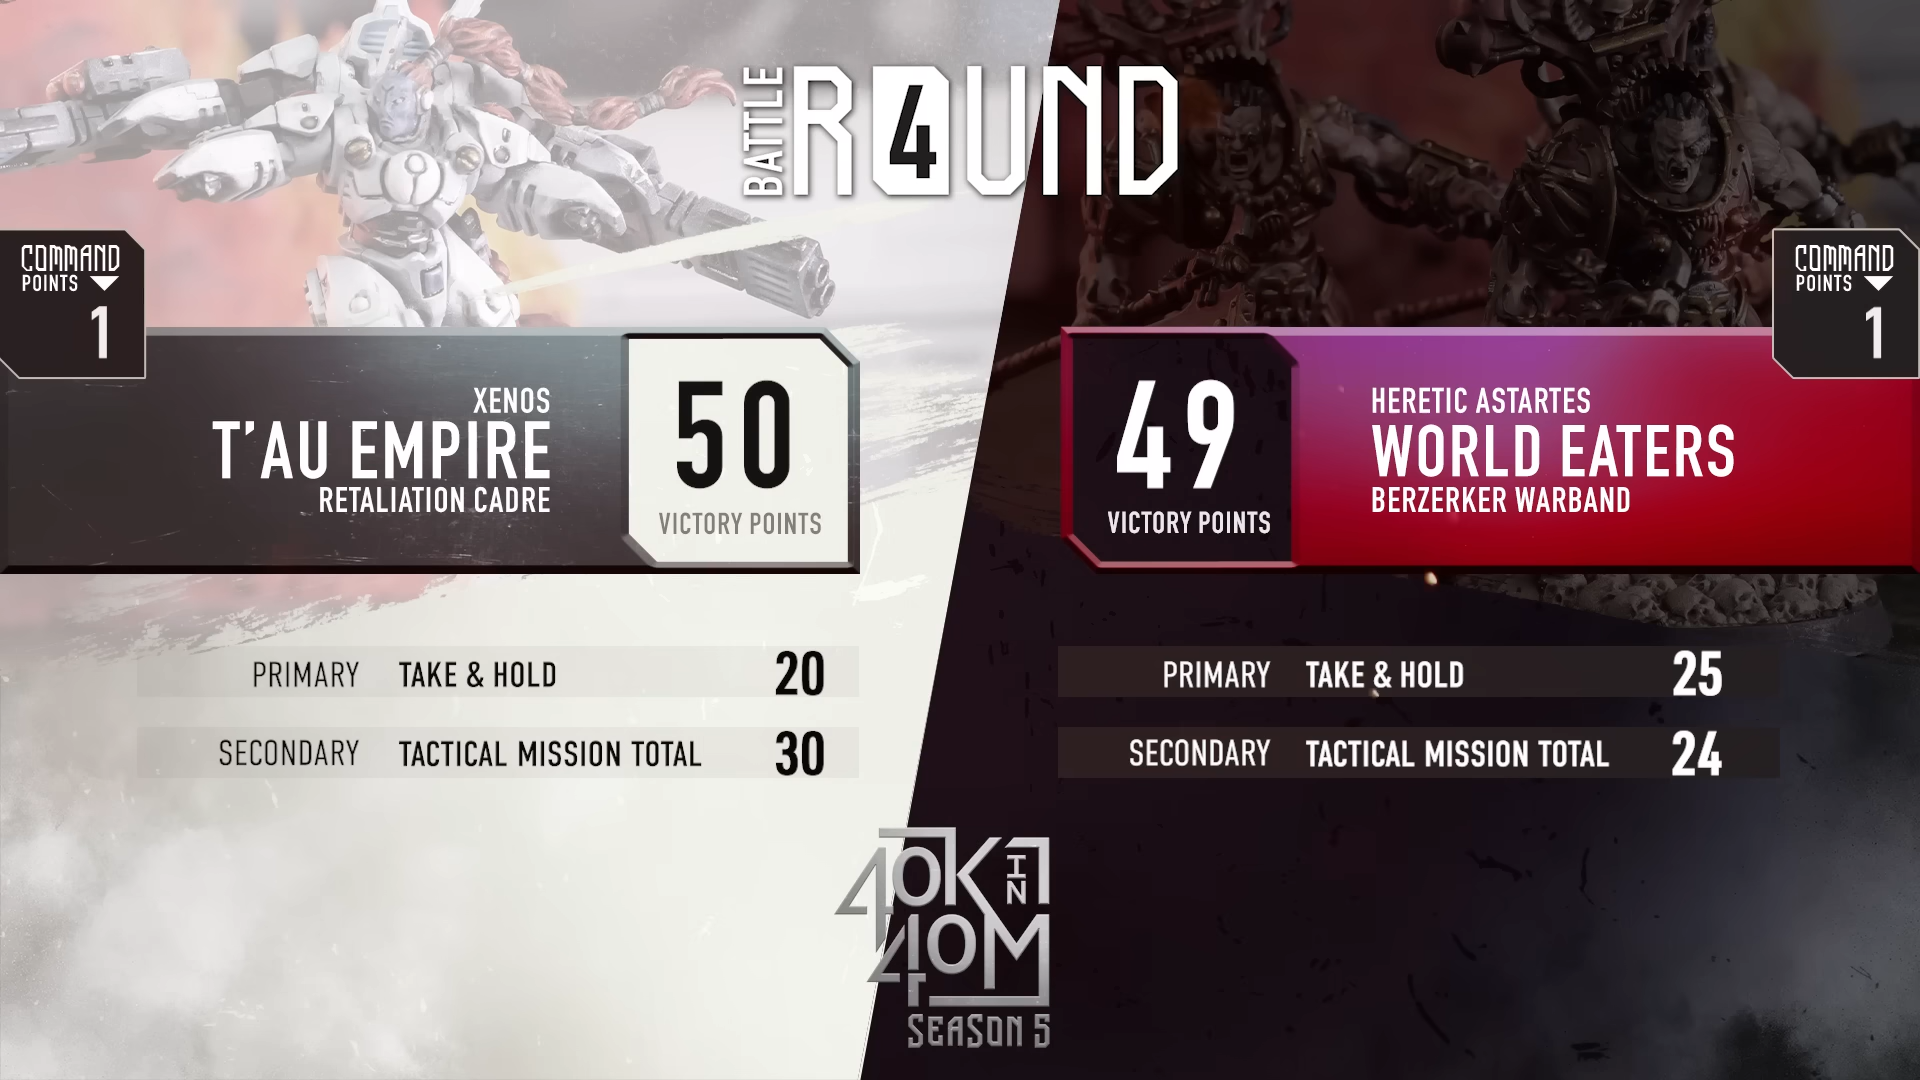 BATTLE
R4UND
COMMAND
POINTS
1
XENOS
T'AU EMPIRE
RETALIATION CADRE
50
VICTORY POINTS
PRIMARY TAKE & HOLD 20
SECONDARY TACTICAL MISSION TOTAL 30
COMMAND
POINTS
1
49
VICTORY POINTS
HERETIC ASTARTES
WORLD EATERS
BERZERKER WARBAND
PRIMARY TAKE & HOLD 25
SECONDARY TACTICAL MISSION TOTAL 24
40K IN
40M
SEASON 5